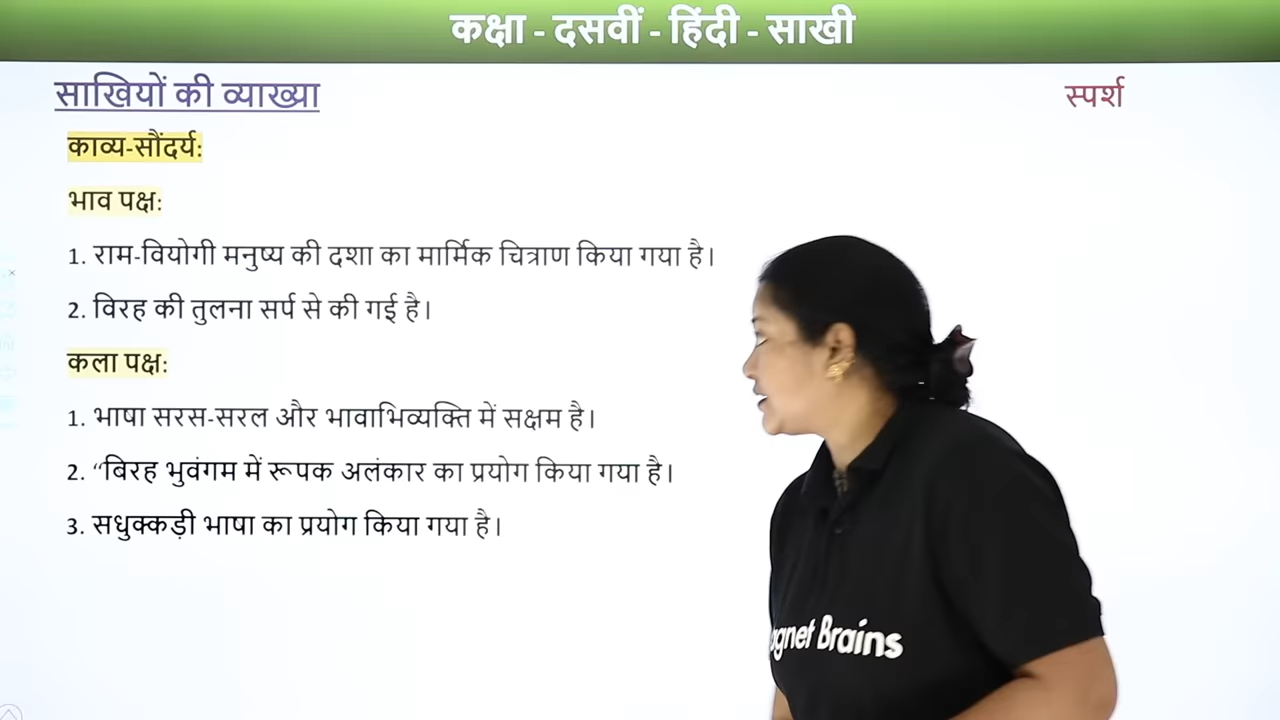 कक्षा - दसवीं - हिंदी - साखी
साखियों की व्याख्या
स्पर्श
काव्य-सौंदर्य:
भाव पक्ष:
1. राम-वियोगी मनुष्य की दशा का मार्मिक चित्राण किया गया है।
2. विरह की तुलना सर्प से की गई है।
कला पक्ष:
1. भाषा सरस-सरल और भावाभिव्यक्ति में सक्षम है।
2. “बिरह भुवंगम में रूपक अलंकार का प्रयोग किया गया है।
3. सधुक्कड़ी भाषा का प्रयोग किया गया है।
Brains